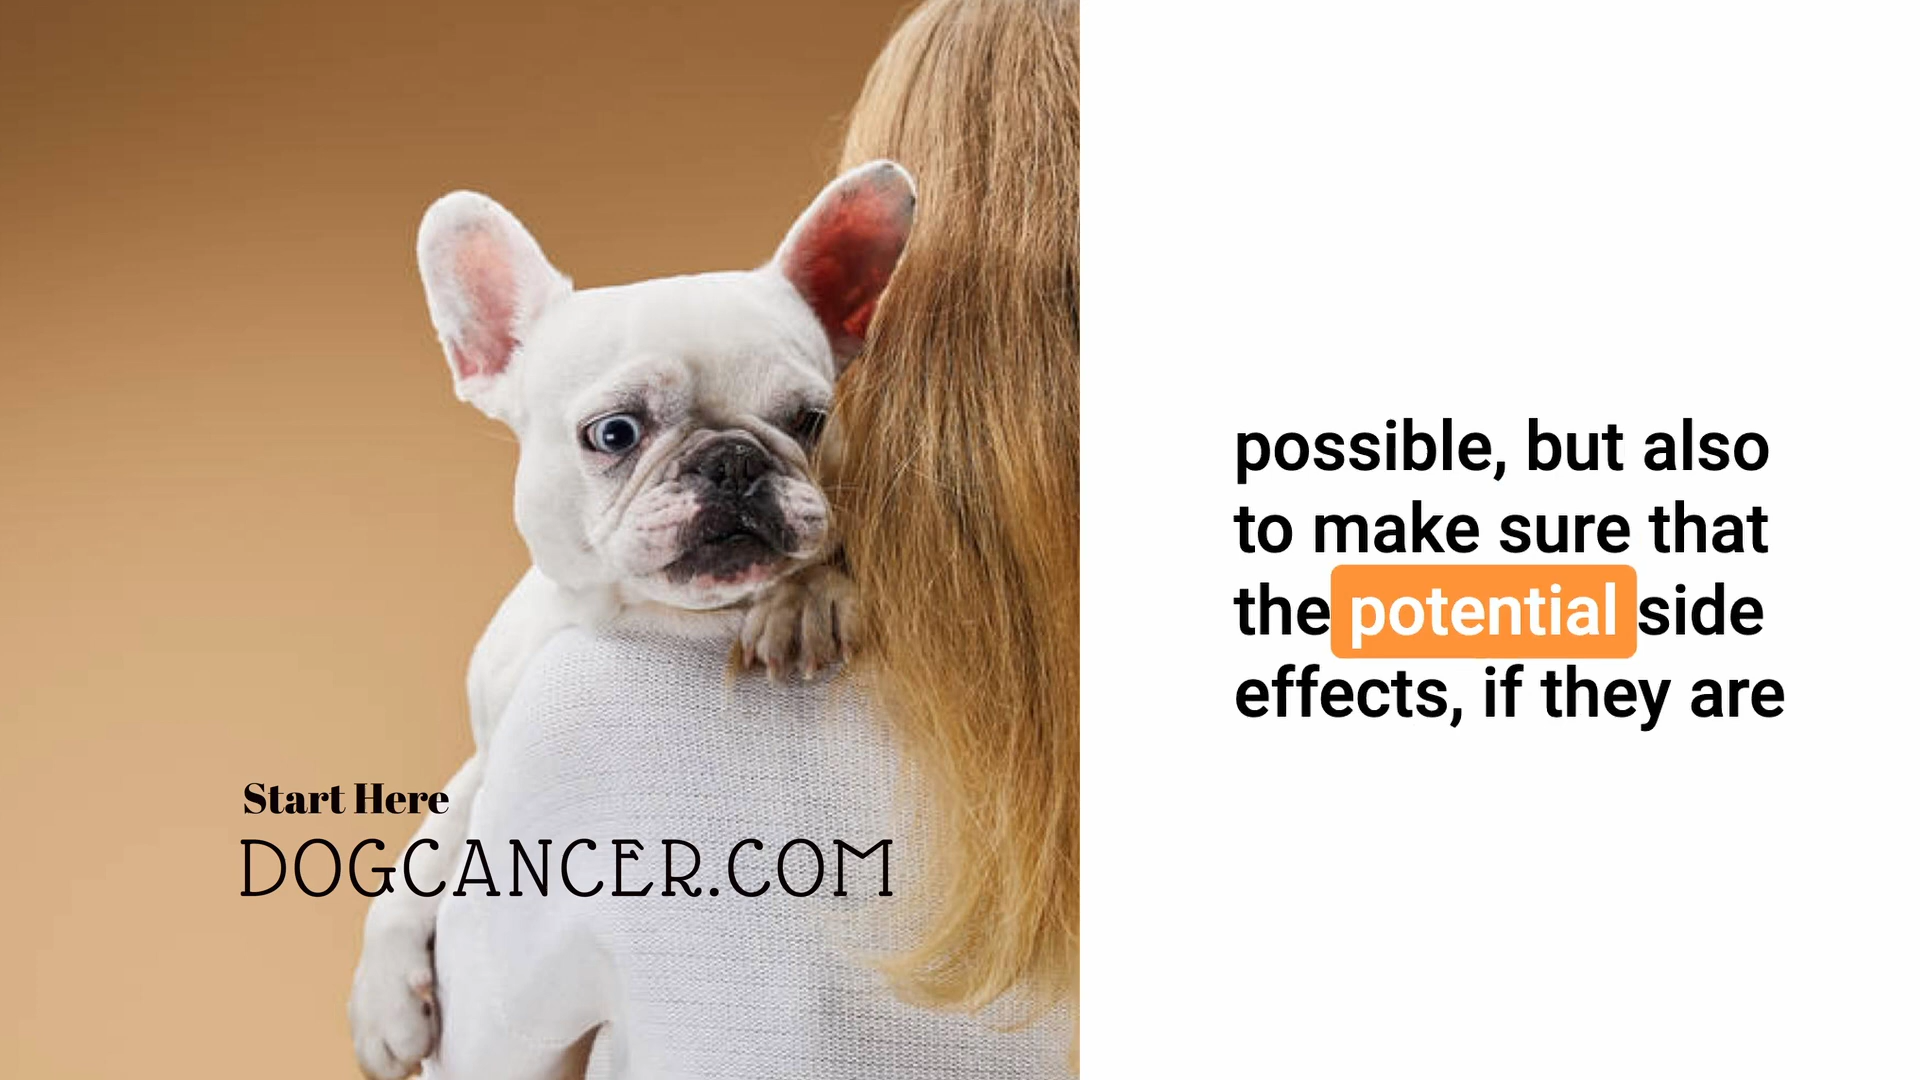 Start Here
DOGCANCER.COM
possible, but also
to make sure that
the potential side
effects, if they are